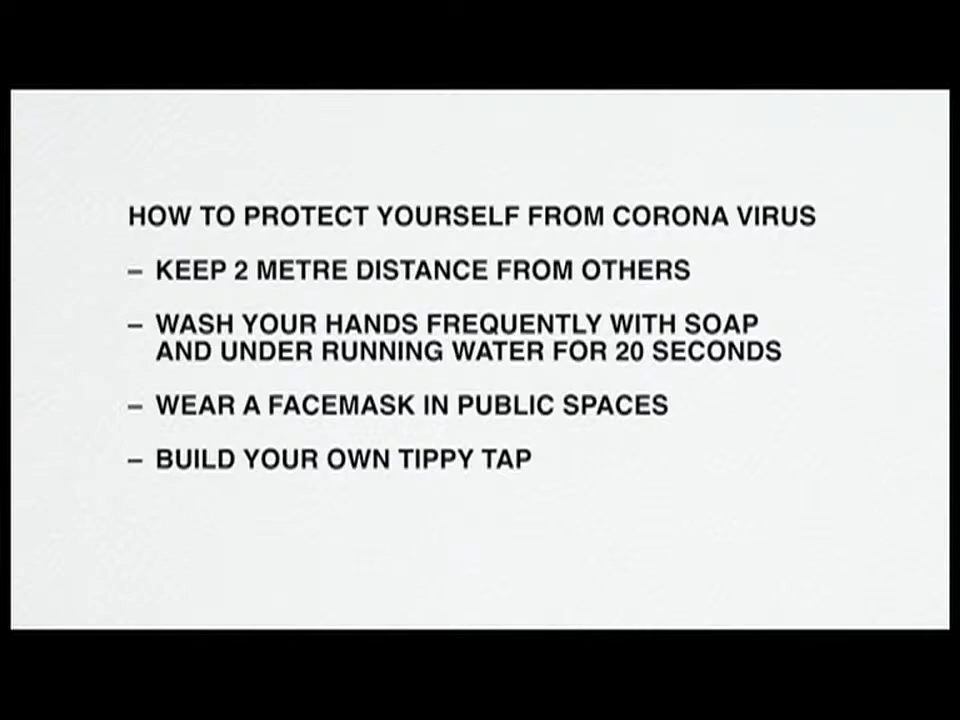 HOW TO PROTECT YOURSELF FROM CORONA VIRUS
– KEEP 2 METRE DISTANCE FROM OTHERS
– WASH YOUR HANDS FREQUENTLY WITH SOAP
AND UNDER RUNNING WATER FOR 20 SECONDS
– WEAR A FACEMASK IN PUBLIC SPACES
– BUILD YOUR OWN TIPPY TAP